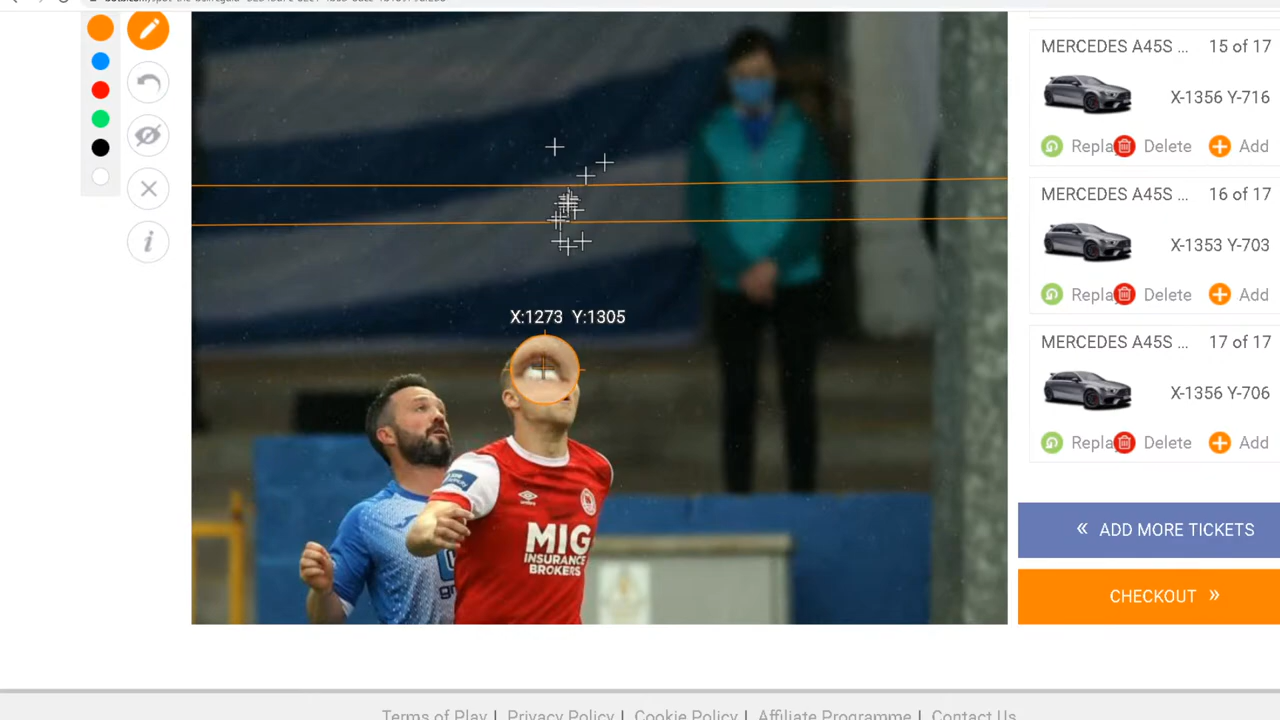 MERCEDES A45S ... 15 of 17
X-1356 Y-716
Repla Delete Add
MERCEDES A45S ... 16 of 17
X-1353 Y-703
Repla Delete Add
X:1273 Y:1305
MERCEDES A45S ... 17 of 17
X-1356 Y-706
Repla Delete Add
umbro
MIG
INSURANCE
BROKERS
« ADD MORE TICKETS
CHECKOUT »
Terms of Play | Privacy Policy | Cookie Policy | Affiliate Programme | Contact Us